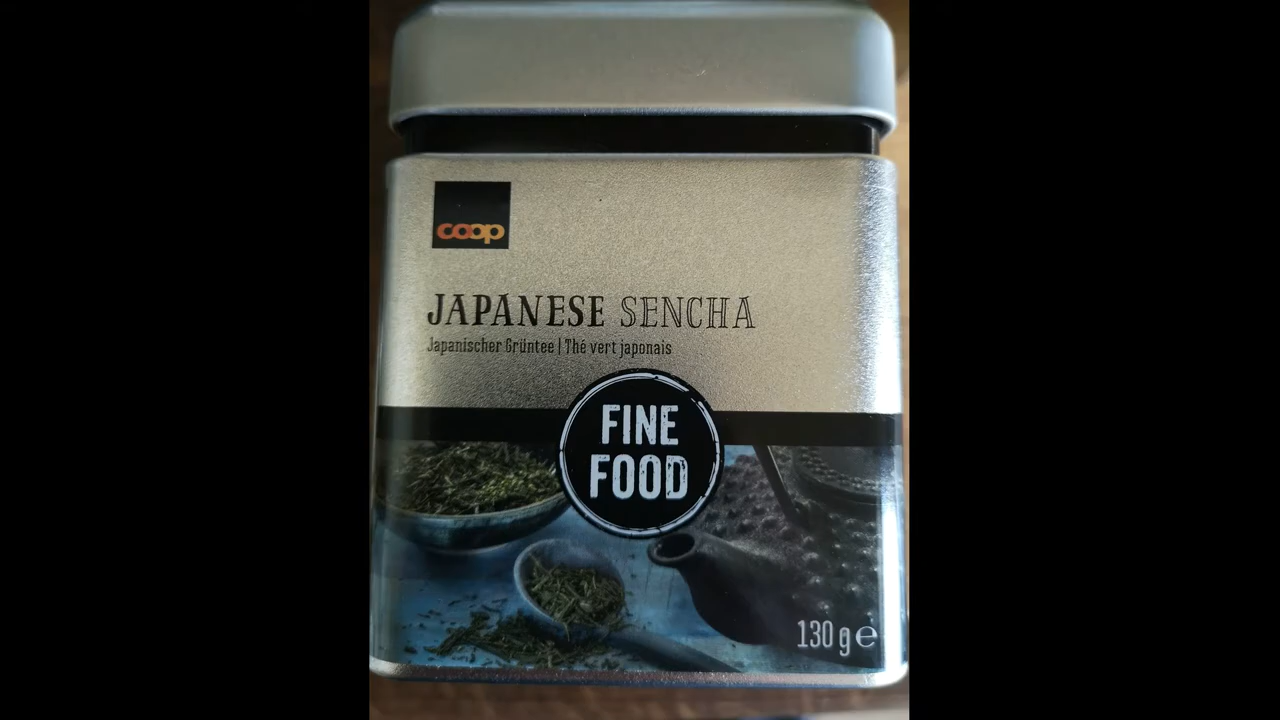 coop
JAPANESE SENCHA
Japanischer Grüntee | Thé vert japonais
FINE
FOOD
130 g ℮